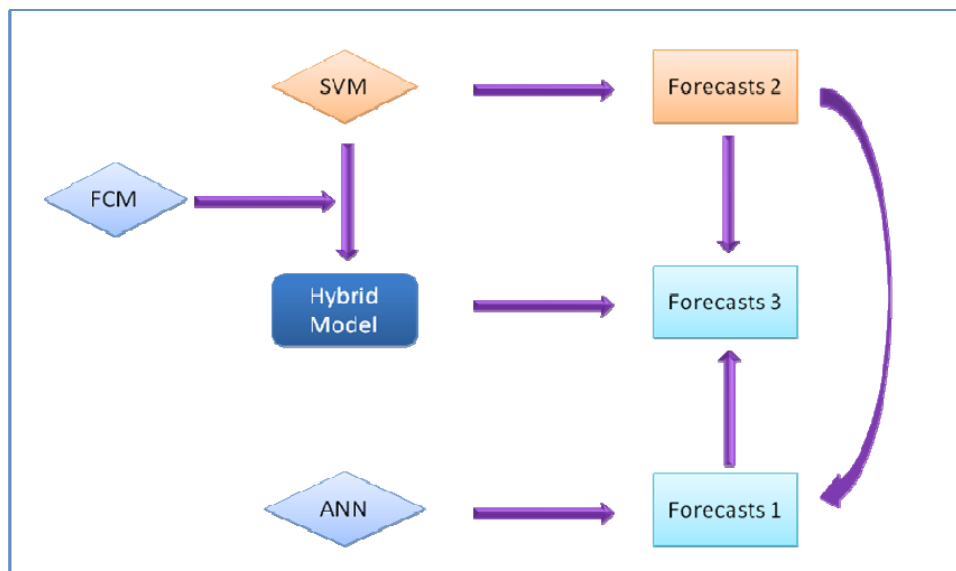 SVM
Forecasts 2
FCM
Hybrid
Model
Forecasts 3
ANN
Forecasts 1